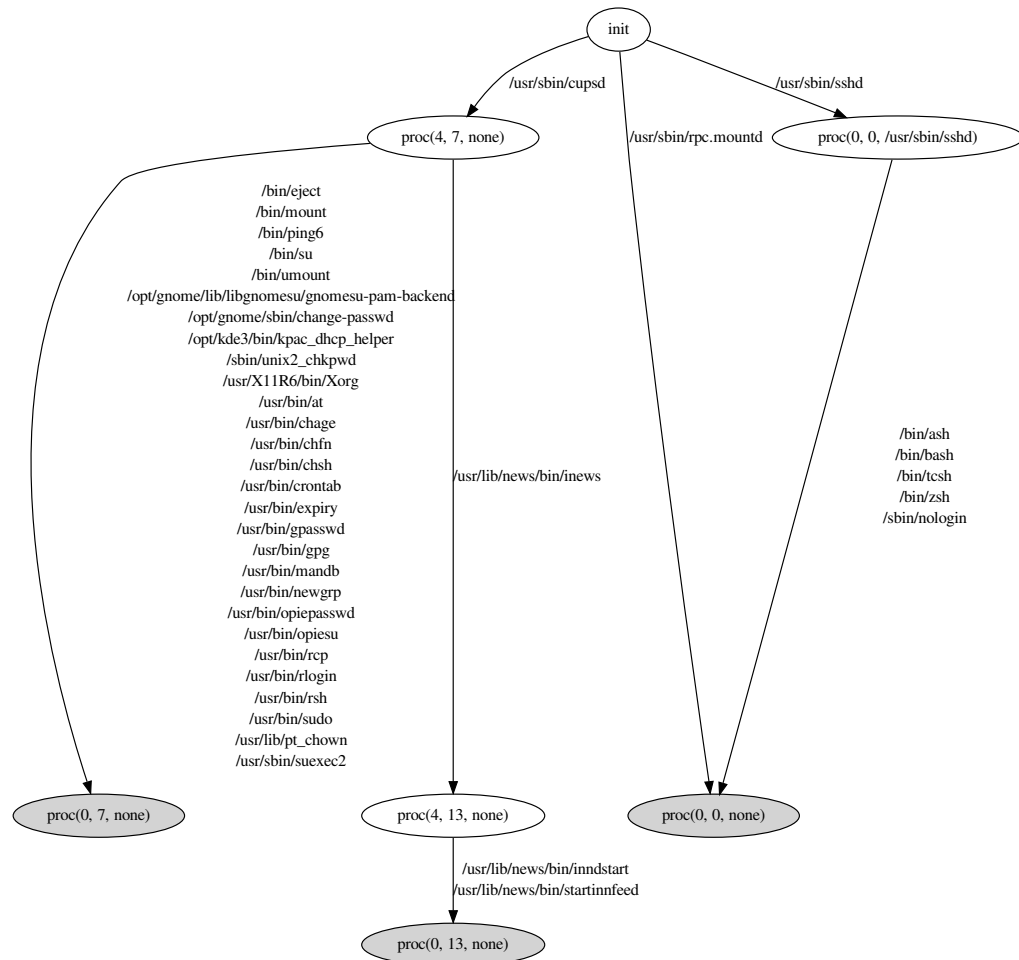 init
/usr/sbin/cupsd
/usr/sbin/sshd
proc(4, 7, none)
/usr/sbin/rpc.mountd
proc(0, 0, /usr/sbin/sshd)
/bin/eject
/bin/mount
/bin/ping6
/bin/su
/bin/umount
/opt/gnome/lib/libgnomesu/gnomesu-pam-backend
/opt/gnome/sbin/change-passwd
/opt/kde3/bin/kpac_dhcp_helper
/sbin/unix2_chkpwd
/usr/X11R6/bin/Xorg
/usr/bin/at
/usr/bin/chage
/usr/bin/chfn
/usr/bin/chsh
/usr/bin/crontab
/usr/bin/expiry
/usr/bin/gpasswd
/usr/bin/gpg
/usr/bin/mandb
/usr/bin/newgrp
/usr/bin/opiepasswd
/usr/bin/opiesu
/usr/bin/rcp
/usr/bin/rlogin
/usr/bin/rsh
/usr/bin/sudo
/usr/lib/pt_chown
/usr/sbin/suexec2
/usr/lib/news/bin/inews
/bin/ash
/bin/bash
/bin/tcsh
/bin/zsh
/sbin/nologin
proc(0, 7, none)
proc(4, 13, none)
proc(0, 0, none)
/usr/lib/news/bin/inndstart
/usr/lib/news/bin/startinnfeed
proc(0, 13, none)